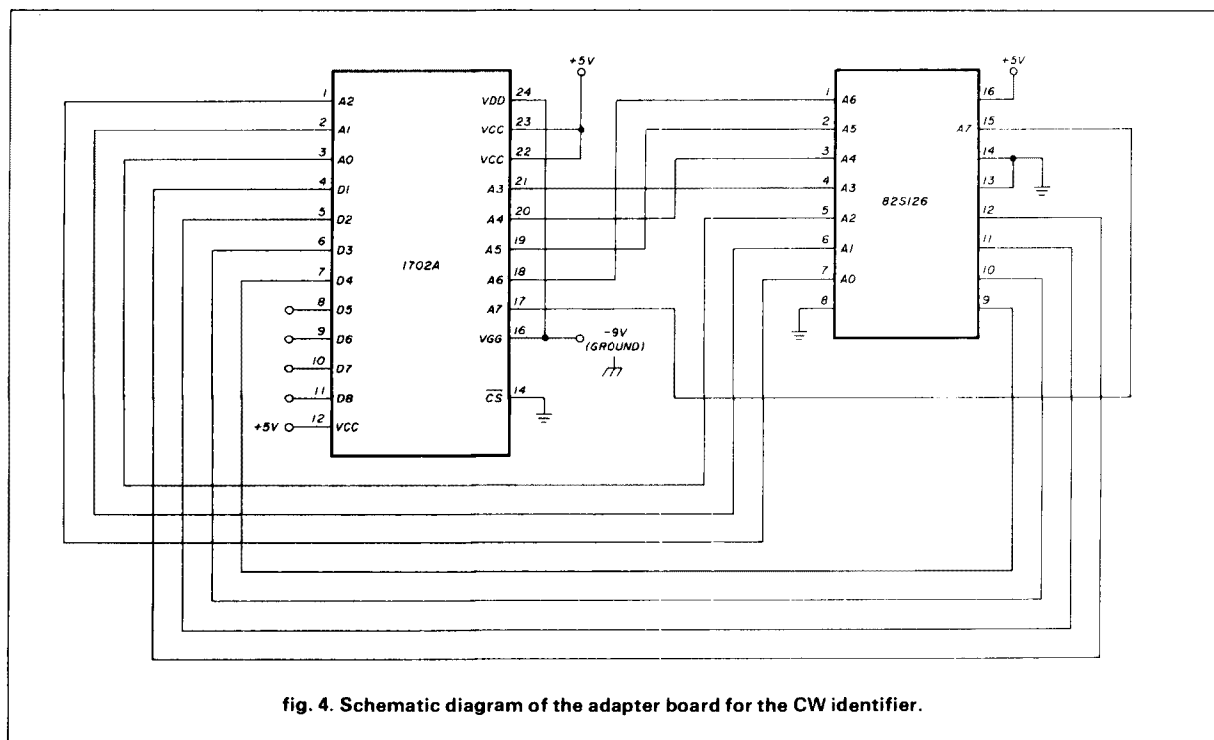 +5V
1 A2 VDD 24
2 A1 VCC 23
3 A0 VCC 22
4 D1 A3 21
5 D2 A4 20
6 D3 A5 19
7 D4 A6 18
8 D5 A7 17
9 D6 VGG 16
10 D7
11 D8 CS 14
+5V 12 VCC
1702A
-9V
(GROUND)
+5V
1 A6 16
2 A5 A7 15
3 A4 14
4 A3 13
5 A2 12
6 A1 11
7 A0 10
8 9
82S126
fig. 4. Schematic diagram of the adapter board for the CW identifier.